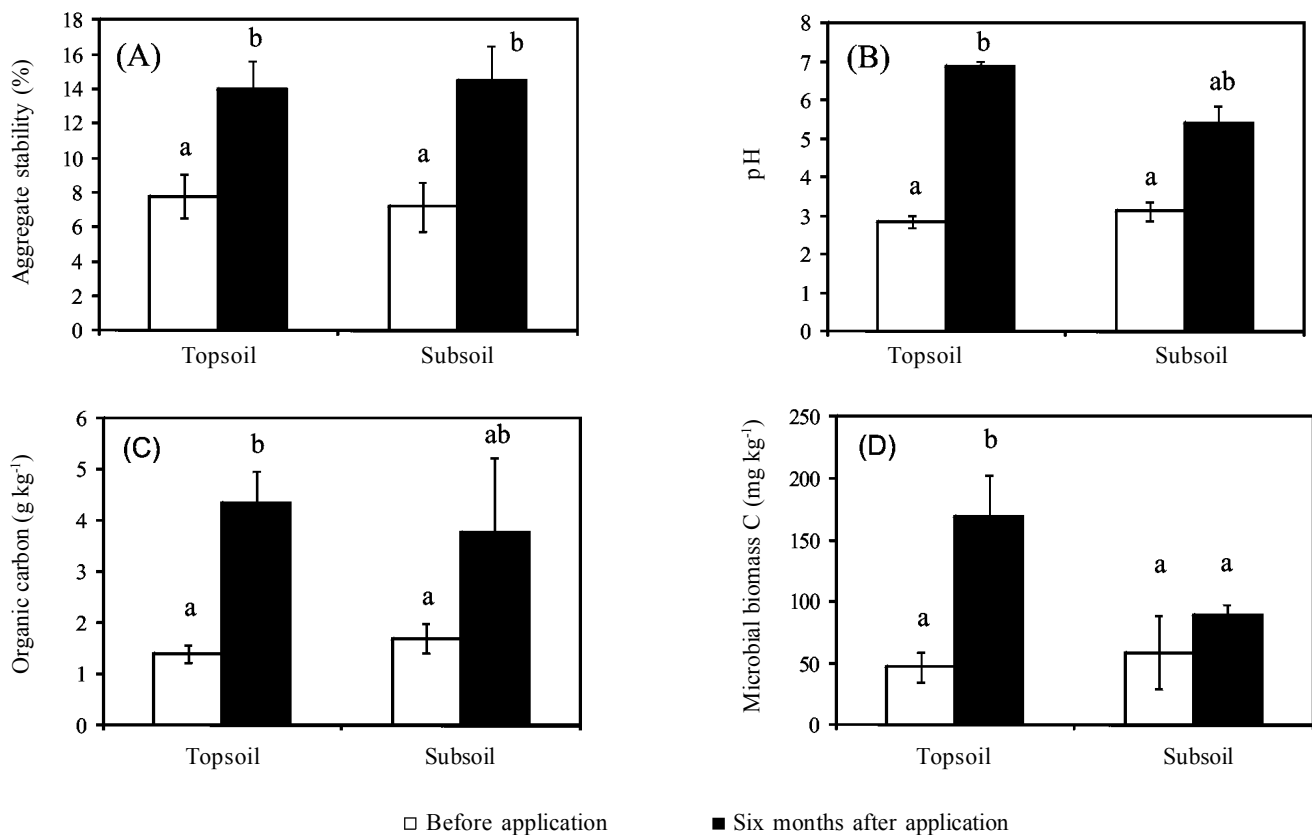 (A)
Aggregate stability (%)
18
16
14
12
10
8
6
4
2
0
a
b
a
b
Topsoil
Subsoil
(B)
pH
8
7
6
5
4
3
2
1
0
a
b
a
ab
Topsoil
Subsoil
(C)
Organic carbon (g kg⁻¹)
6
5
4
3
2
1
0
a
b
a
ab
Topsoil
Subsoil
(D)
Microbial biomass C (mg kg⁻¹)
250
200
150
100
50
0
a
b
a
a
Topsoil
Subsoil
Before application
Six months after application